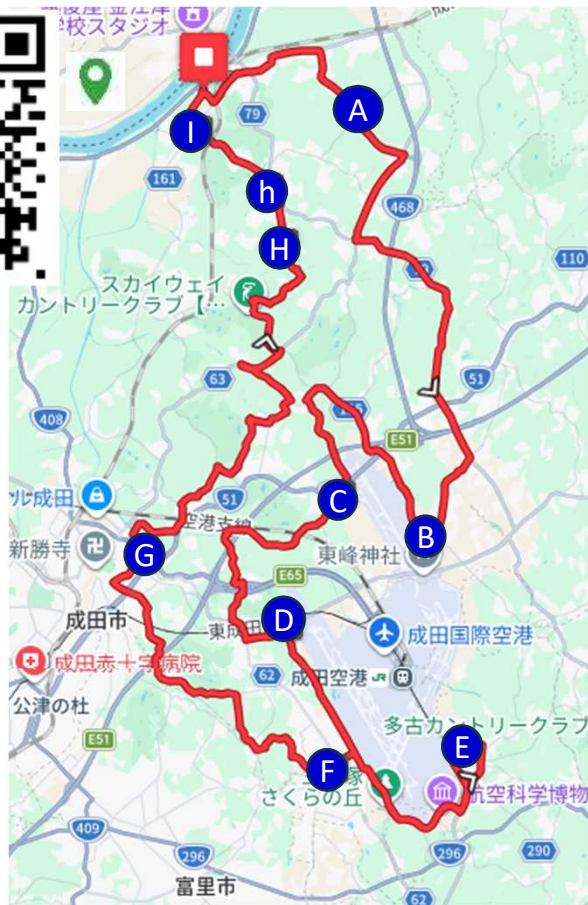 学校スタジオ
79
A
I
161
h
468
H
110
スカイウェイ
カントリークラブ【…
63
51
408
E51
ル成田
51
C
空港支線
新勝寺
B
東峰神社
G
E65
成田市
D
東成田
成田国際空港
成田赤十字病院
62
成田空港
JR
公津の杜
多古カントリークラブ
E51
E
F
さくらの丘
航空科学博物
409
296
296
290
富里市
62